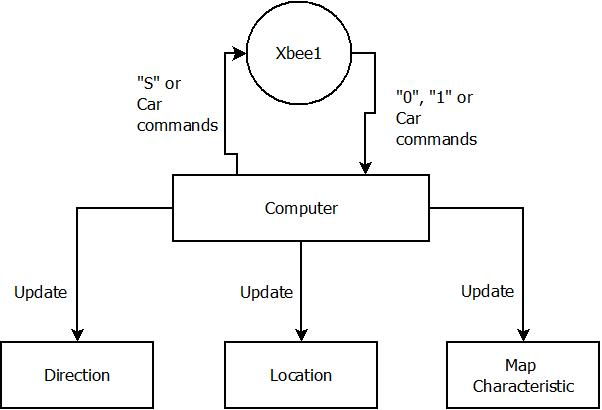 Xbee1
"S" or
Car
commands
"0", "1" or
Car
commands
Computer
Update
Update
Update
Direction
Location
Map
Characteristic